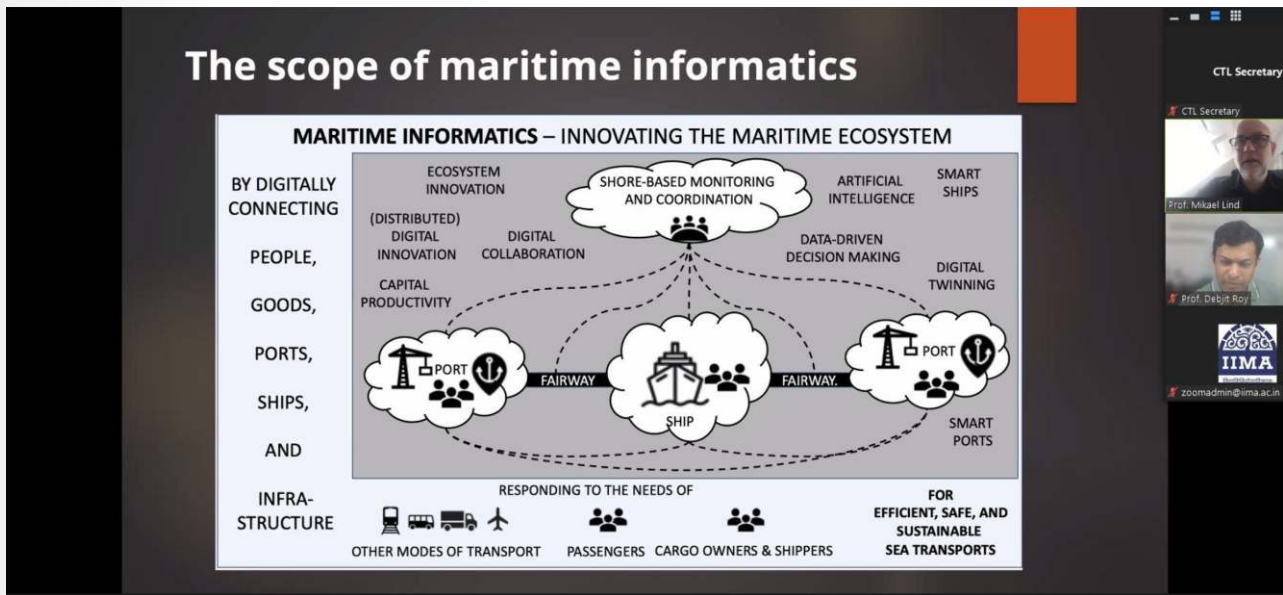 The scope of maritime informatics
MARITIME INFORMATICS – INNOVATING THE MARITIME ECOSYSTEM
BY DIGITALLY
CONNECTING
PEOPLE,
GOODS,
PORTS,
SHIPS,
AND
INFRA-
STRUCTURE
ECOSYSTEM
INNOVATION
(DISTRIBUTED)
DIGITAL
INNOVATION
DIGITAL
COLLABORATION
CAPITAL
PRODUCTIVITY
SHORE-BASED MONITORING
AND COORDINATION
ARTIFICIAL
INTELLIGENCE
SMART
SHIPS
DATA-DRIVEN
DECISION MAKING
DIGITAL
TWINNING
PORT
FAIRWAY
SHIP
FAIRWAY.
PORT
SMART
PORTS
RESPONDING TO THE NEEDS OF
OTHER MODES OF TRANSPORT
PASSENGERS
CARGO OWNERS & SHIPPERS
FOR
EFFICIENT, SAFE, AND
SUSTAINABLE
SEA TRANSPORTS
CTL Secretary
CTL Secretary
Prof. Mikael Lind
Prof. Debjit Roy
IIMA
zoomadmin@iima.ac.in